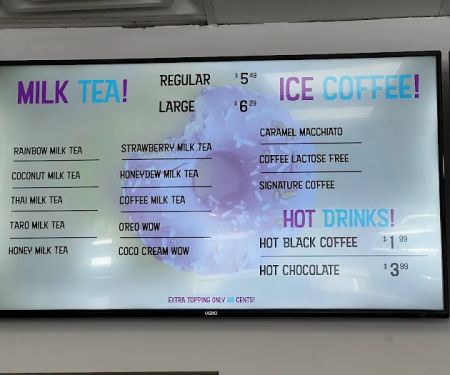 MILK TEA!
REGULAR $5.49
LARGE $6.29
RAINBOW MILK TEA
COCONUT MILK TEA
THAI MILK TEA
TARO MILK TEA
HONEY MILK TEA
STRAWBERRY MILK TEA
HONEYDEW MILK TEA
COFFEE MILK TEA
OREO WOW
COCO CREAM WOW
ICE COFFEE!
CARAMEL MACCHIATO
COFFEE LACTOSE FREE
SIGNATURE COFFEE
HOT DRINKS!
HOT BLACK COFFEE $1.99
HOT CHOCOLATE $3.99
EXTRA TOPPING ONLY CENTS!
VIZIO